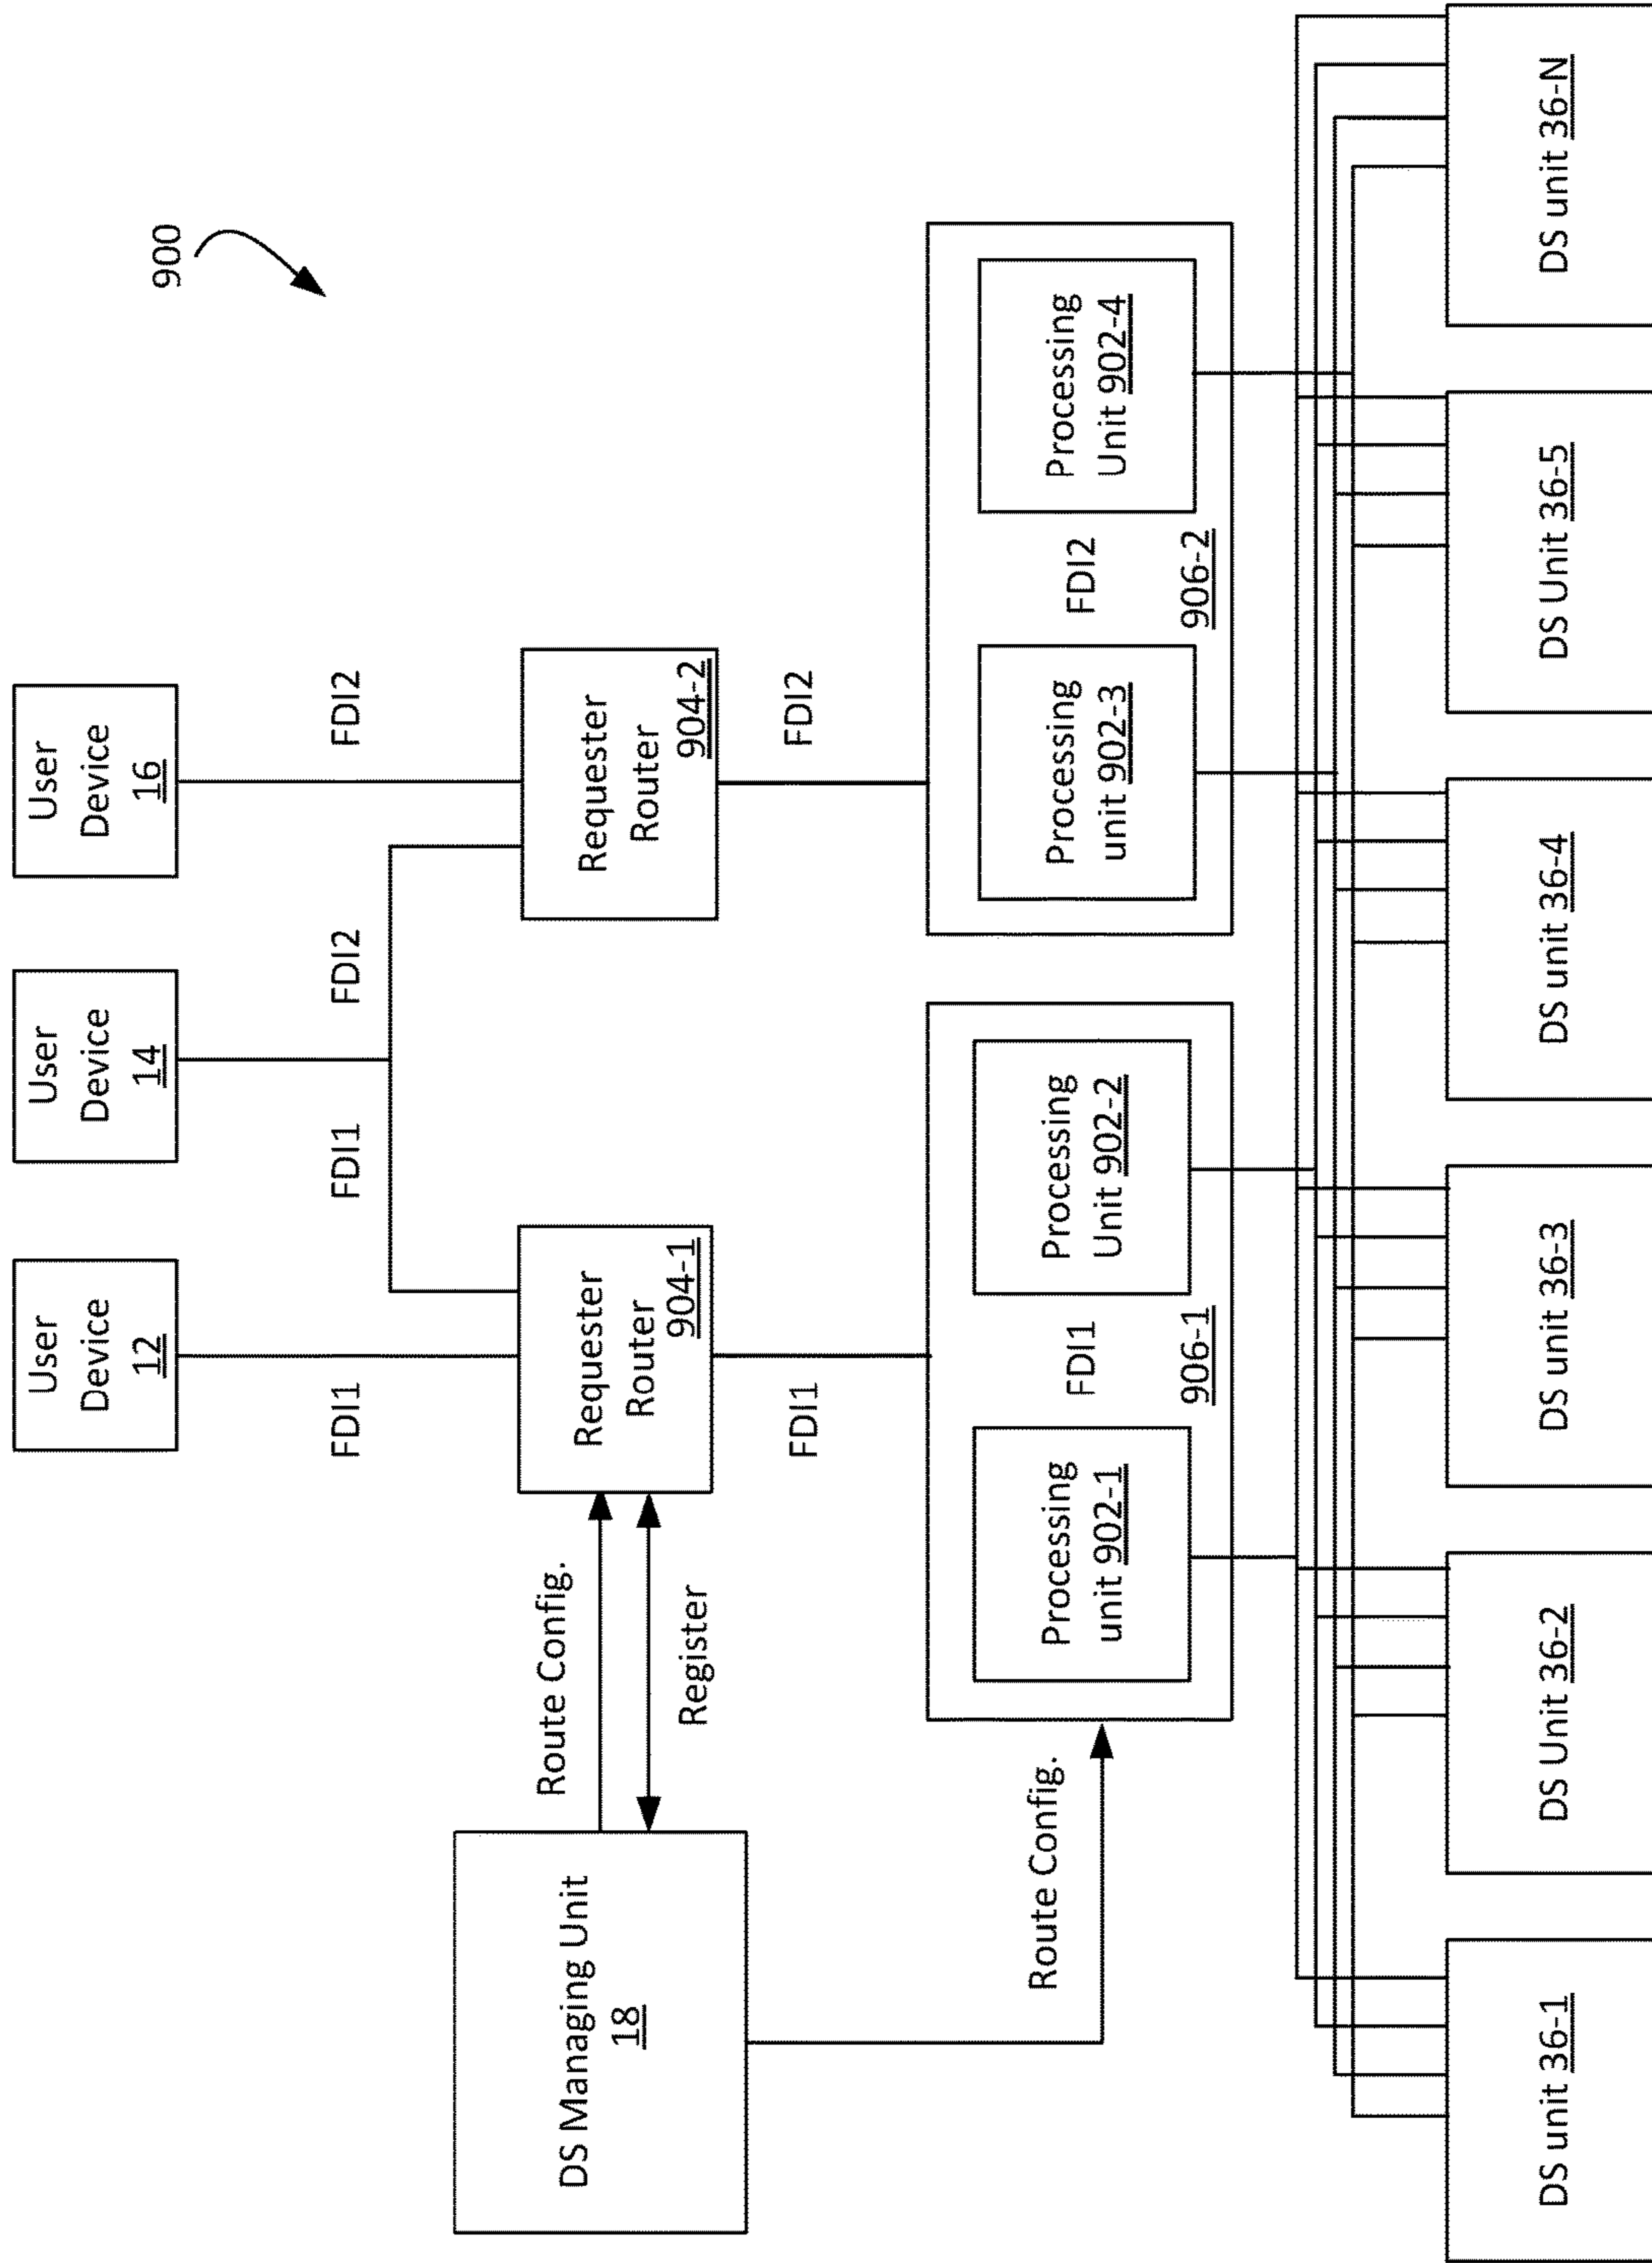 900
User
Device
12
User
Device
14
User
Device
16
FDI1
FDI1
FDI2
FDI2
DS Managing Unit
18
Route Config.
Register
Requester
Router
904-1
Requester
Router
904-2
FDI1
FDI2
Route Config.
Processing
unit 902-1
FDI1
906-1
Processing
Unit 902-2
Processing
unit 902-3
FDI2
906-2
Processing
Unit 902-4
DS unit 36-1
DS Unit 36-2
DS unit 36-3
DS unit 36-4
DS Unit 36-5
DS unit 36-N